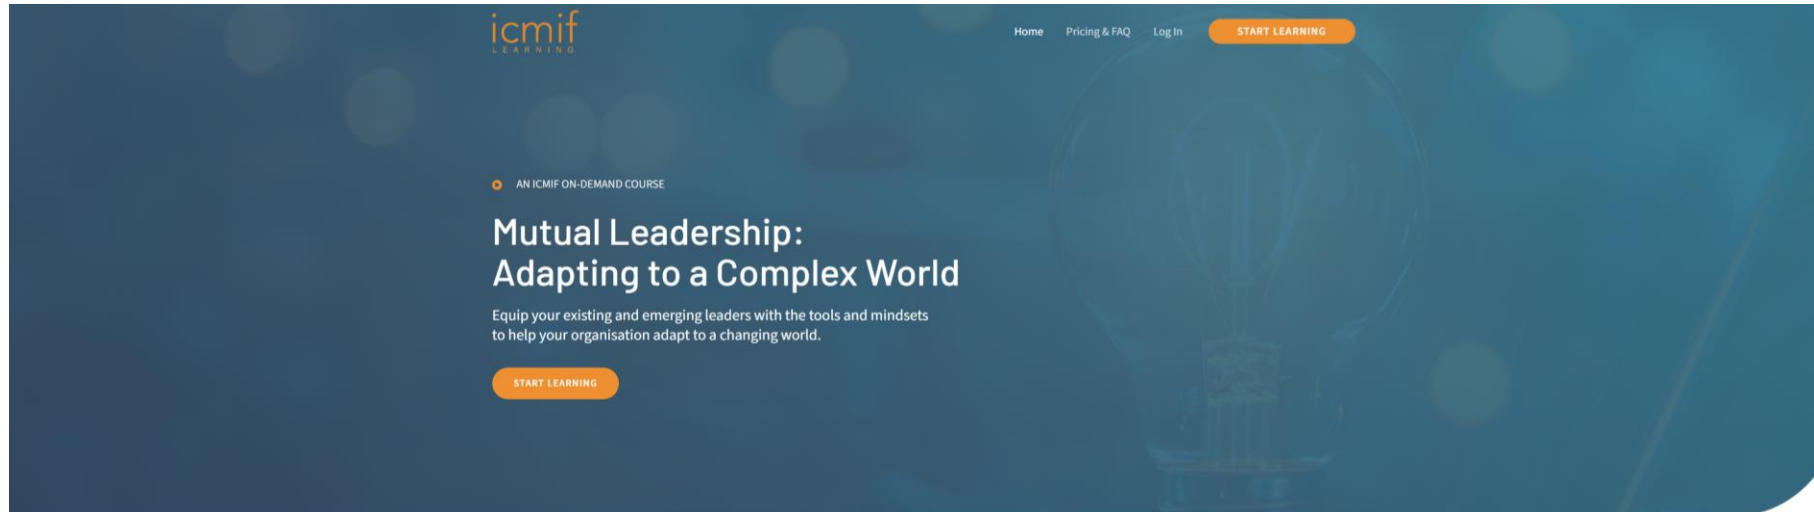 icmif
LEARNING
Home Pricing & FAQ Log In START LEARNING
AN ICMIF ON-DEMAND COURSE
Mutual Leadership:
Adapting to a Complex World
Equip your existing and emerging leaders with the tools and mindsets
to help your organisation adapt to a changing world.
START LEARNING